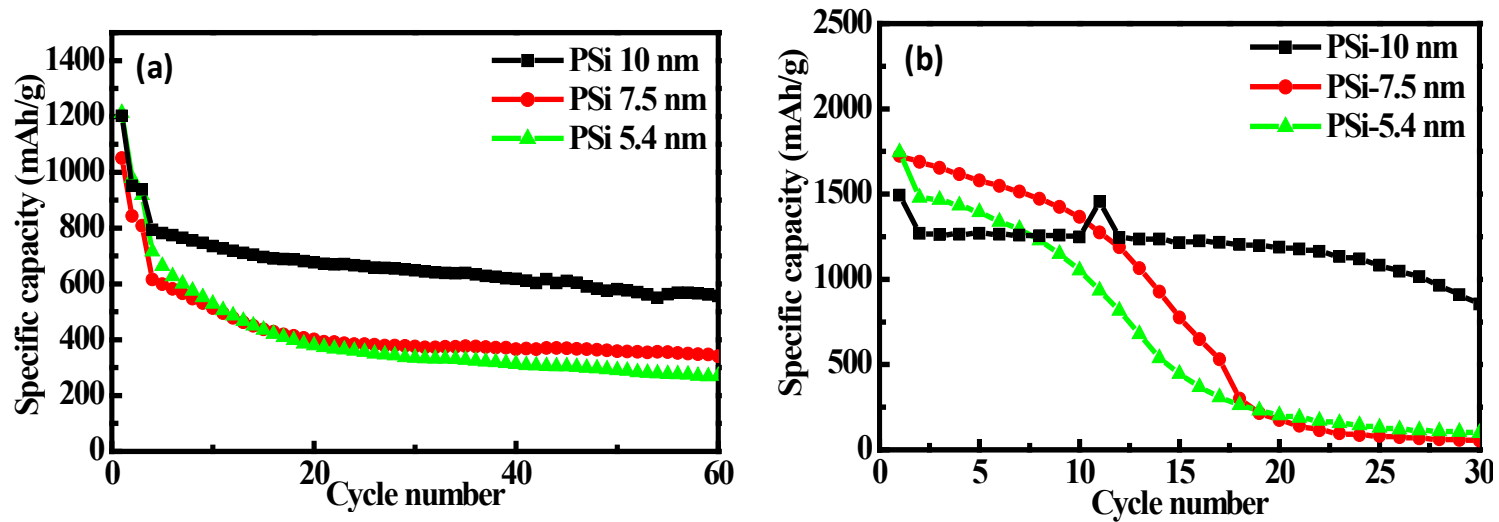 (a)
PSi 10 nm
PSi 7.5 nm
PSi 5.4 nm
Specific capacity (mAh/g)
1400
1200
1000
800
600
400
200
0
0 20 40 60
Cycle number
(b)
PSi-10 nm
PSi-7.5 nm
PSi-5.4 nm
Specific capacity (mAh/g)
2500
2000
1500
1000
500
0
0 5 10 15 20 25 30
Cycle number